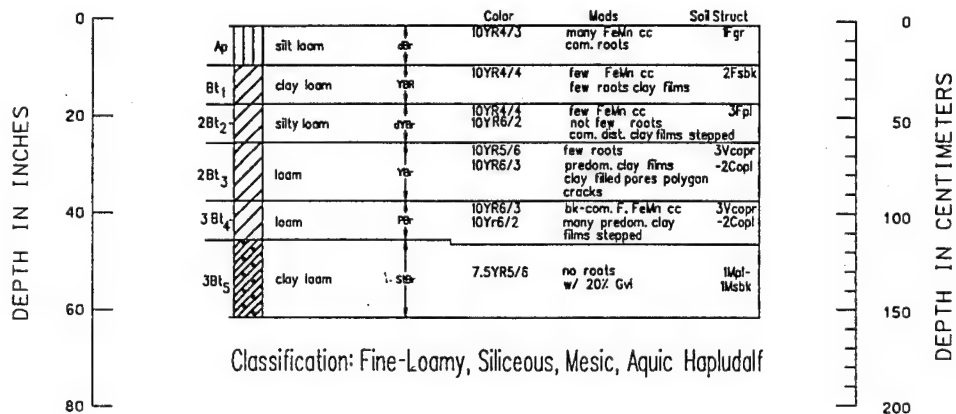 Color Mods Soil Struct
0 0
Ap silt loam dBr 10YR4/3 many FeMn cc 1Fgr
com. roots
Bt1 clay loam YBR 10YR4/4 few FeMn cc 2Fsbk
few roots clay films
20 50
2Bt2 silty loam dYBr 10YR4/4 few FeMn cc 3Fpl
10YR6/2 not few roots
com. dist. clay films stepped
2Bt3 loam YBr 10YR5/6 few roots 3Vcopr
10YR6/3 predom. clay films -2Copl
clay filled pores polygon
cracks
40 100
3Bt4 loam PBr 10YR6/3 bk-com. F. FeMn cc 3Vcopr
10Yr6/2 many predom. clay -2Copl
films stepped
3Bt5 clay loam StBr 7.5YR5/6 no roots 1Mpl-
w/ 20% Gvl 1Msbk
60 150
Classification: Fine-Loamy, Siliceous, Mesic, Aquic Hapludalf
80 200
DEPTH IN INCHES
DEPTH IN CENTIMETERS